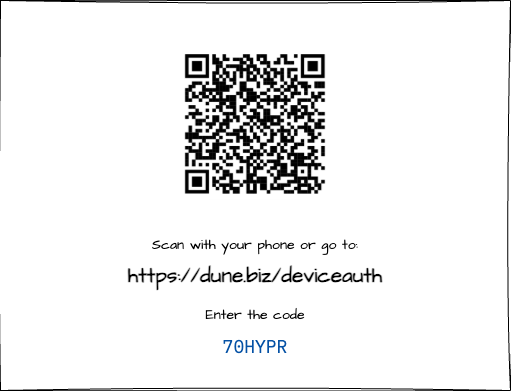 Scan with your phone or go to:
https://dune.biz/deviceauth
Enter the code
70HYPR